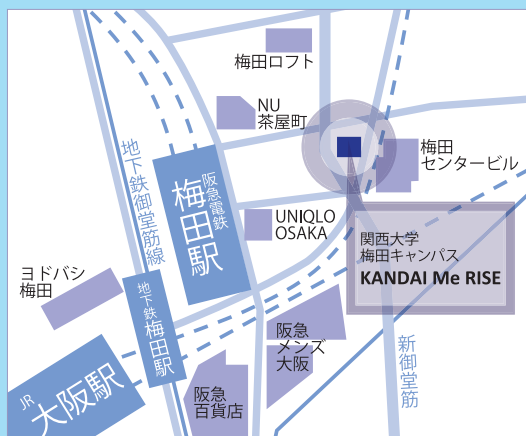 梅田ロフト
NU
茶屋町
梅田
センタービル
地下鉄御堂筋線
阪急電鉄
梅田駅
UNIQLO
OSAKA
関西大学
梅田キャンパス
KANDAI Me RISE
ヨドバシ
梅田
地下鉄梅田駅
阪急
メンズ
大阪
新御堂筋
JR大阪駅
阪急
百貨店